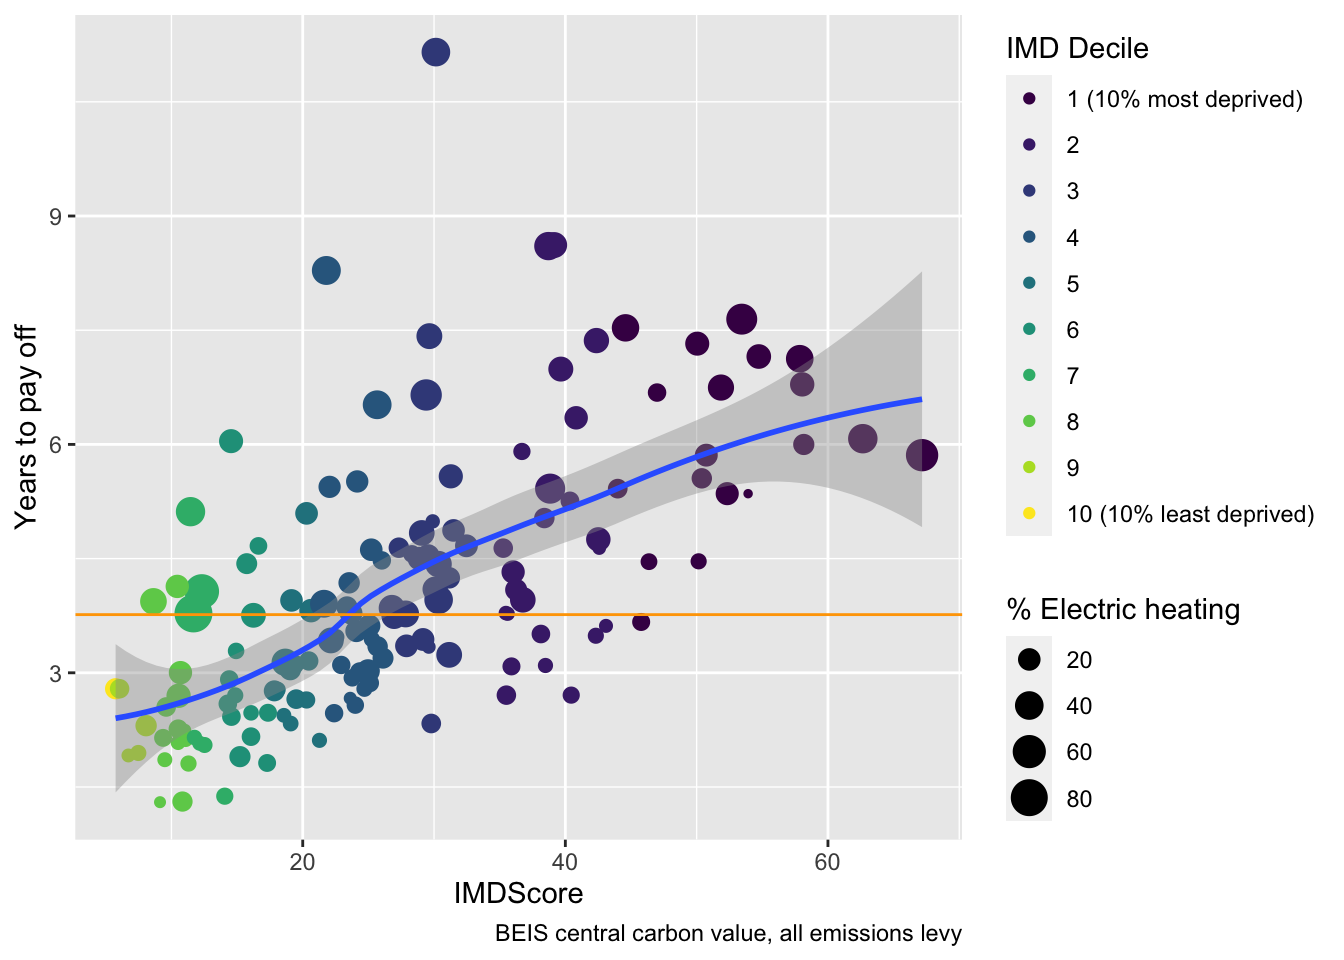 IMD Decile
1 (10% most deprived)
2
3
4
5
6
7
8
9
10 (10% least deprived)
% Electric heating
20
40
60
80
Years to pay off
9
6
3
20 40 60
IMDScore
BEIS central carbon value, all emissions levy